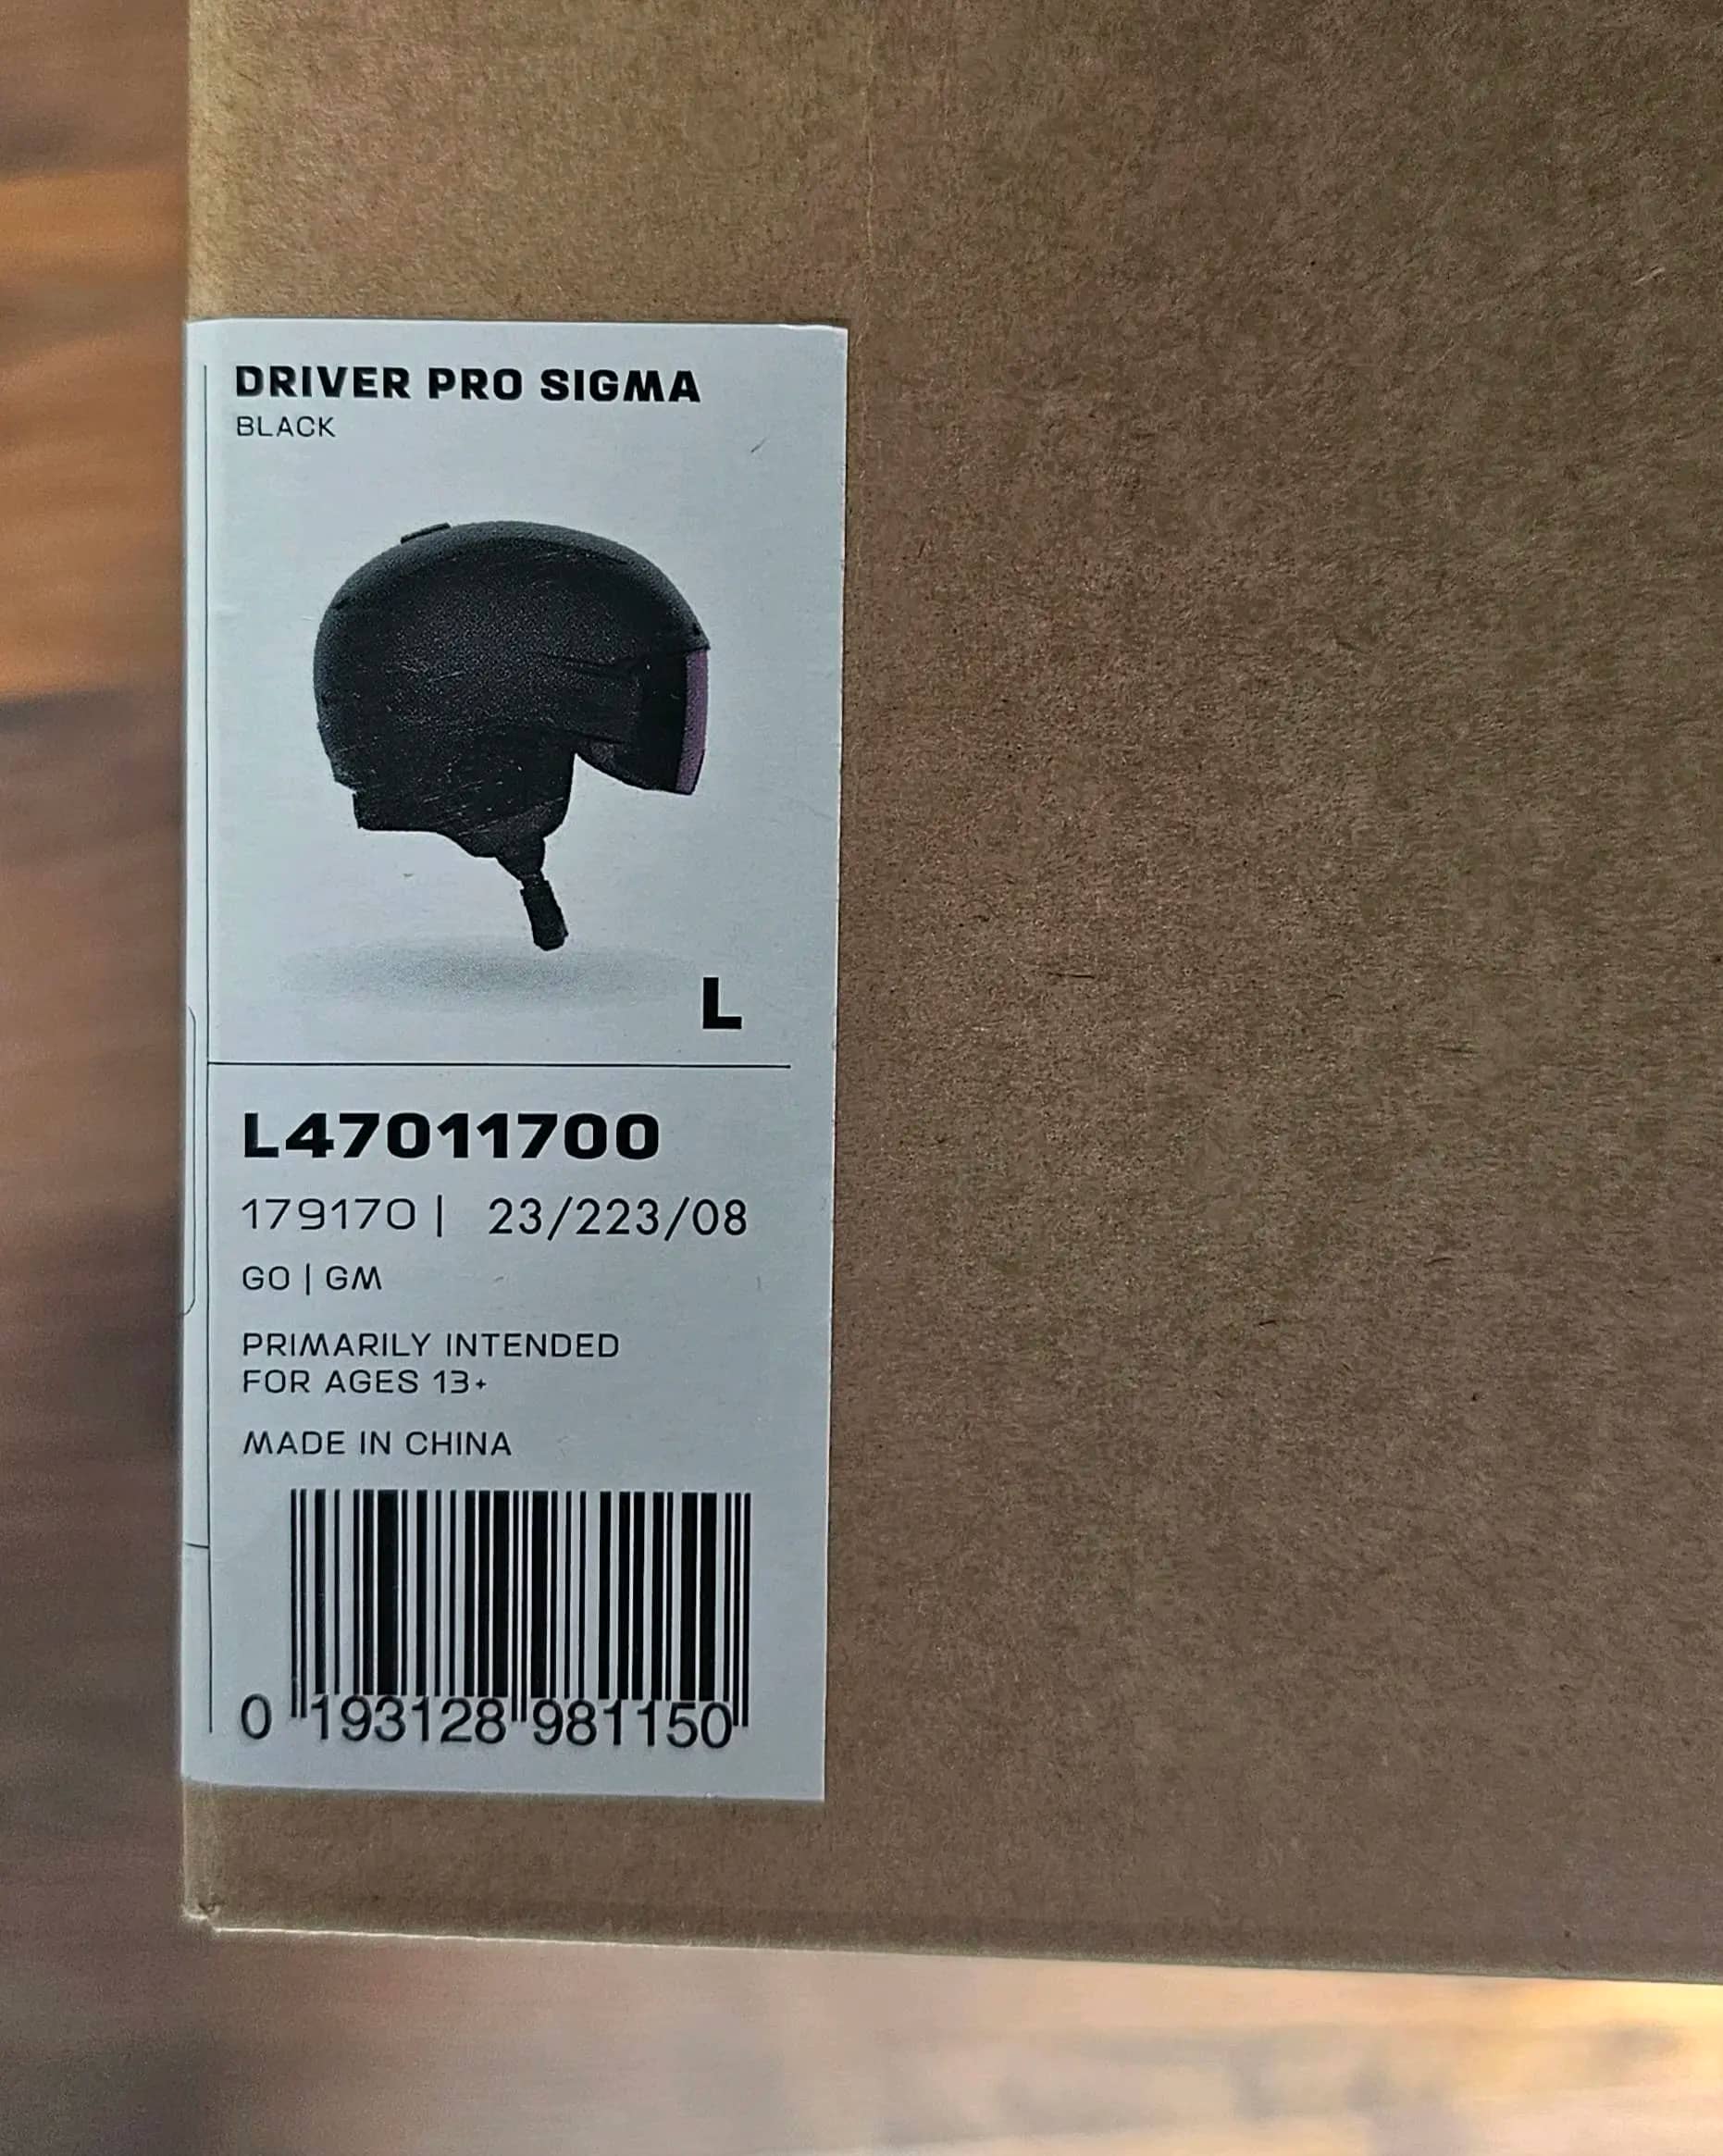 DRIVER PRO SIGMA
BLACK
L
L47011700
179170 | 23/223/08
GO | GM
PRIMARILY INTENDED
FOR AGES 13+
MADE IN CHINA
0 193128 981150